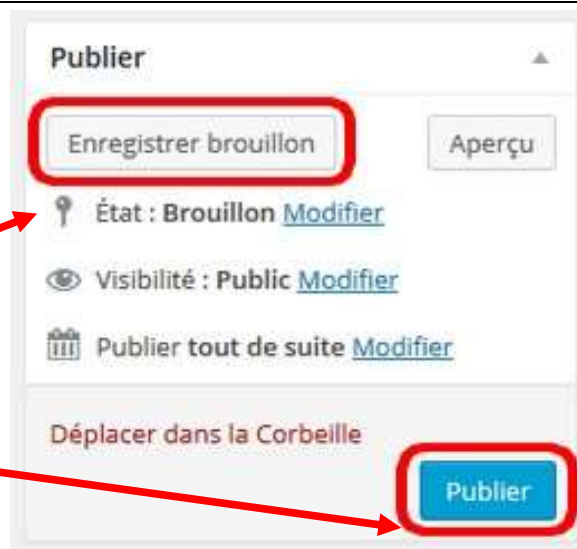 Publier
Enregistrer brouillon Aperçu
État : Brouillon Modifier
Visibilité : Public Modifier
Publier tout de suite Modifier
Déplacer dans la Corbeille
Publier